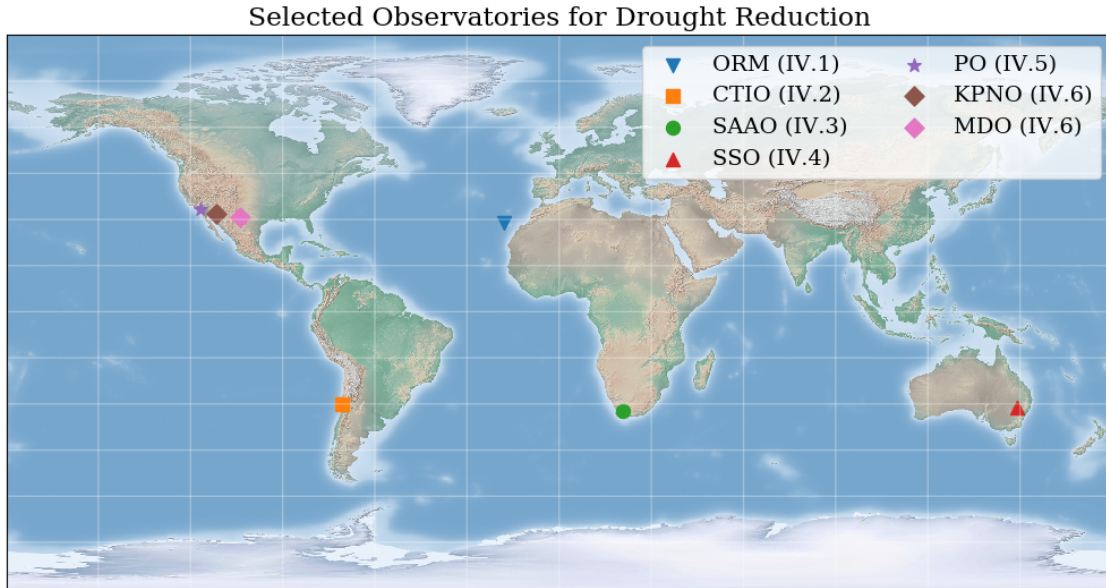 Selected Observatories for Drought Reduction
ORM (IV.1)
CTIO (IV.2)
SAAO (IV.3)
SSO (IV.4)
PO (IV.5)
KPNO (IV.6)
MDO (IV.6)